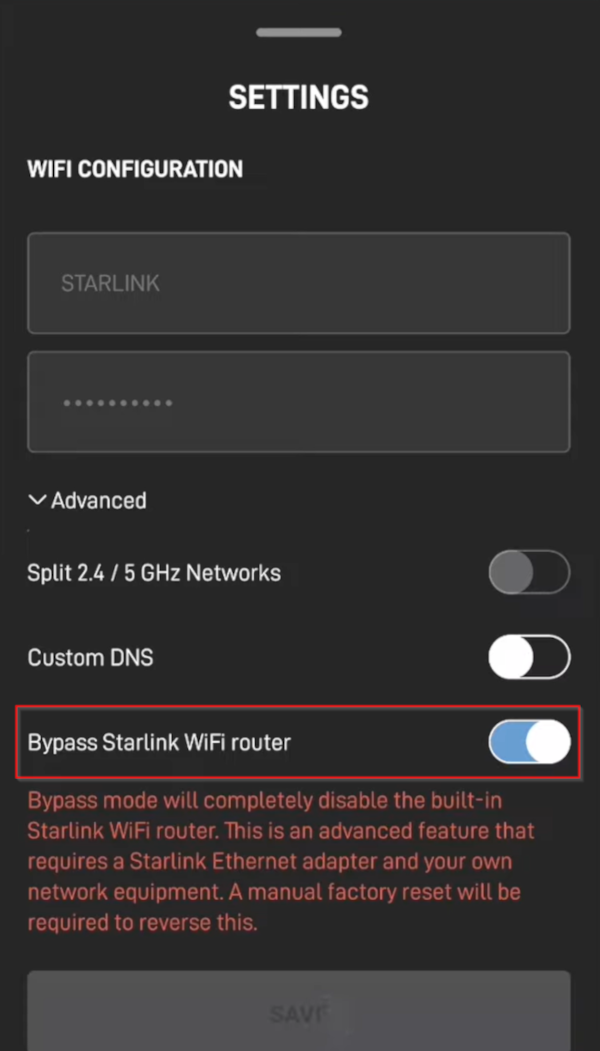 SETTINGS
WIFI CONFIGURATION
STARLINK
••••••••••
Advanced
Split 2.4 / 5 GHz Networks
Custom DNS
Bypass Starlink WiFi router
Bypass mode will completely disable the built-in
Starlink WiFi router. This is an advanced feature that
requires a Starlink Ethernet adapter and your own
network equipment. A manual factory reset will be
required to reverse this.
SAVE